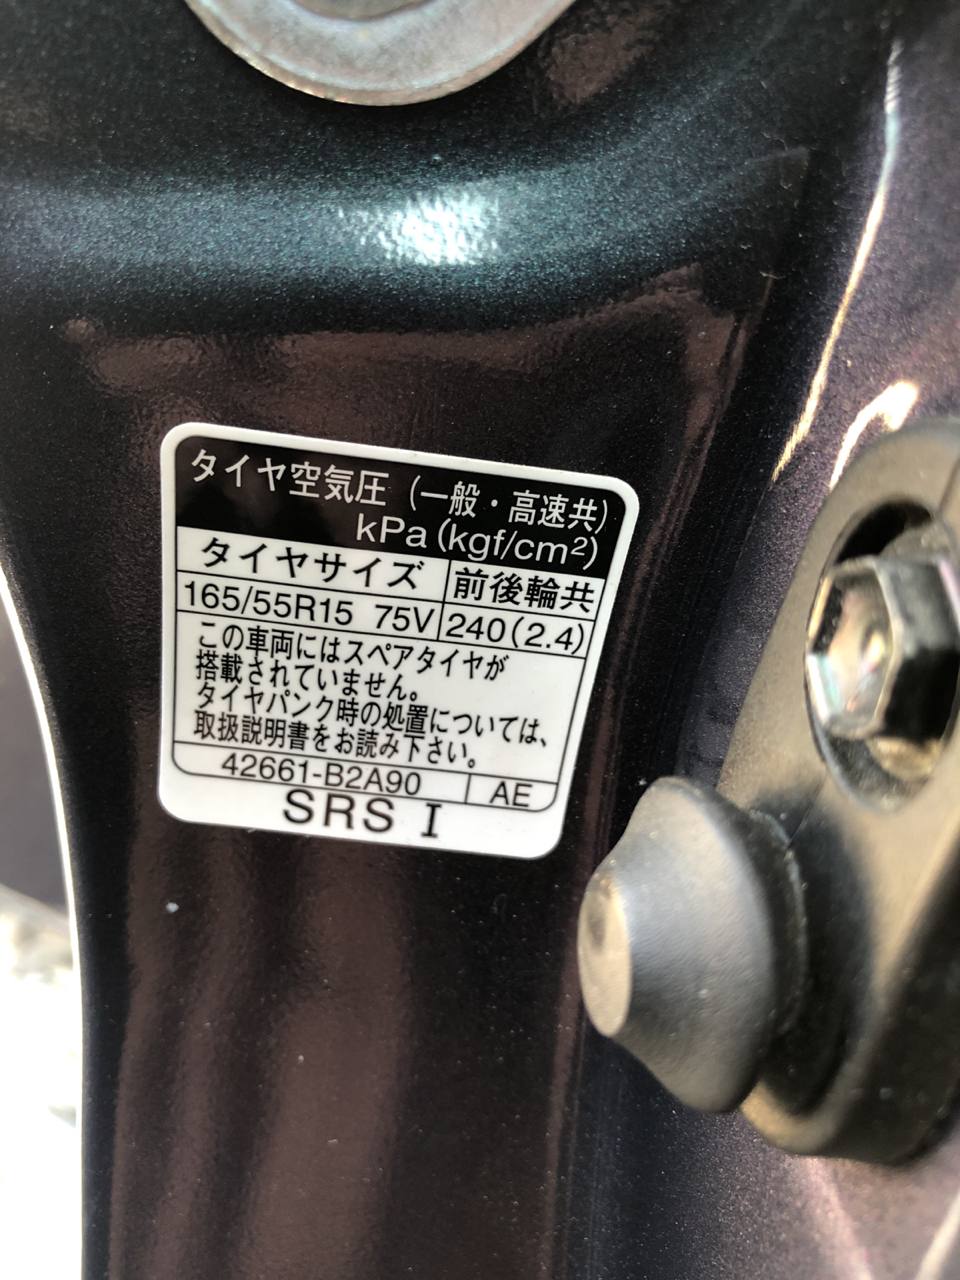 タイヤ空気圧（一般・高速共）
kPa(kgf/cm²)
タイヤサイズ 前後輪共
165/55R15 75V 240(2.4)
この車両にはスペアタイヤが
搭載されていません。
タイヤパンク時の処置については、
取扱説明書をお読み下さい。
42661-B2A90 AE
SRS I